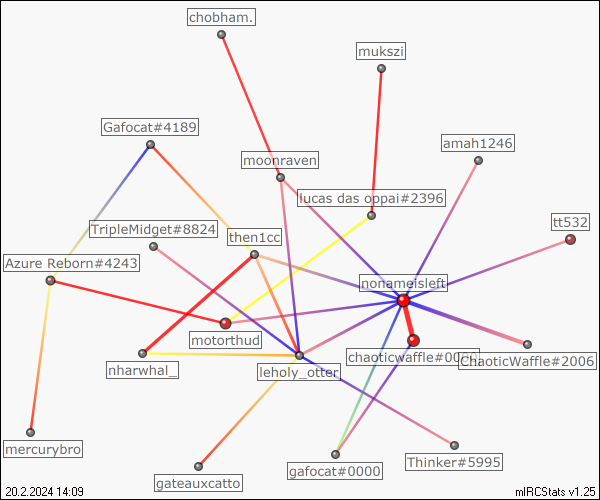 chobham.
mukszi
Gafocat#4189
amah1246
moonraven
lucas das oppai#2396
tt532
TripleMidget#8824
then1cc
Azure Reborn#4243
nonameisleft
motorthud
chaoticwaffle#0
ChaoticWaffle#2006
nharwhal_
leholy_otter
mercurybro
Thinker#5995
gafocat#0000
gateauxcatto
20.2.2024 14:09
mIRCStats v1.25